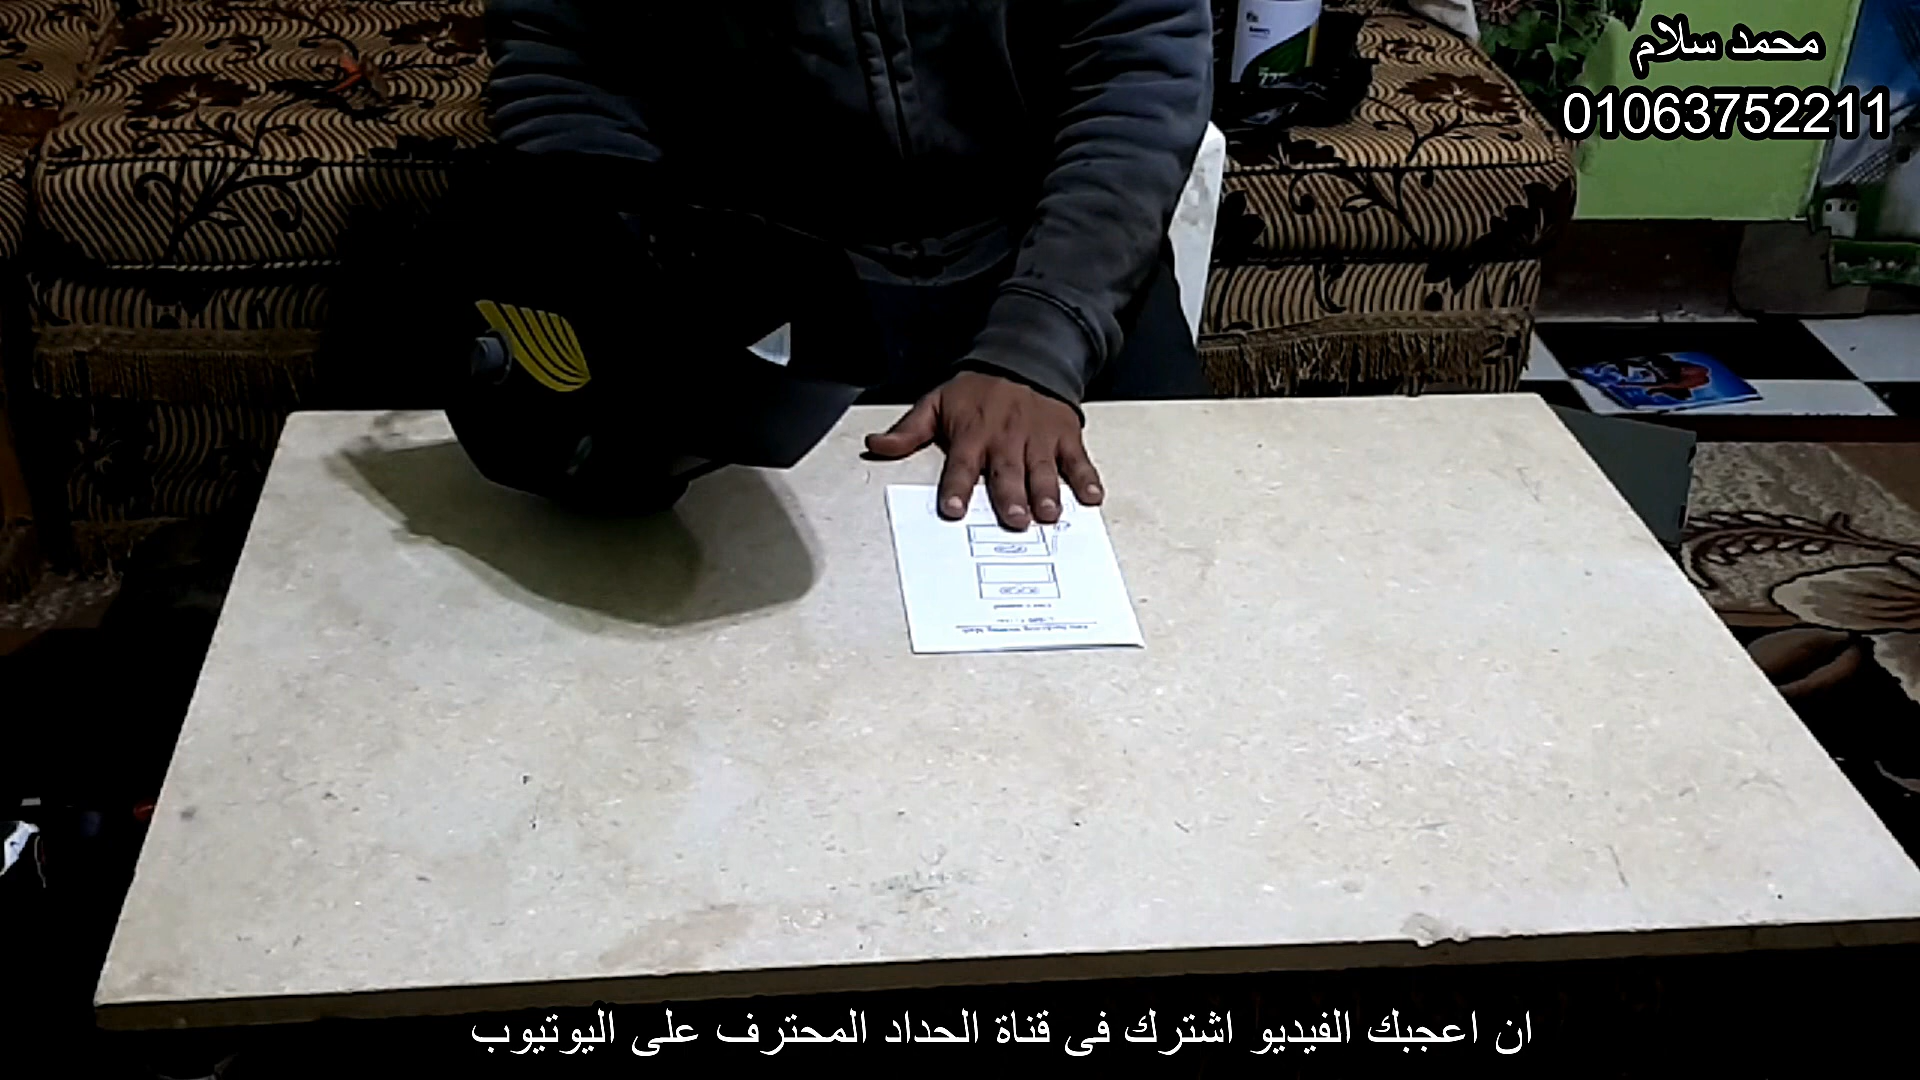 محمد سلام
01063752211
ان اعجبك الفيديو اشترك فى قناة الحداد المحترف على اليوتيوب